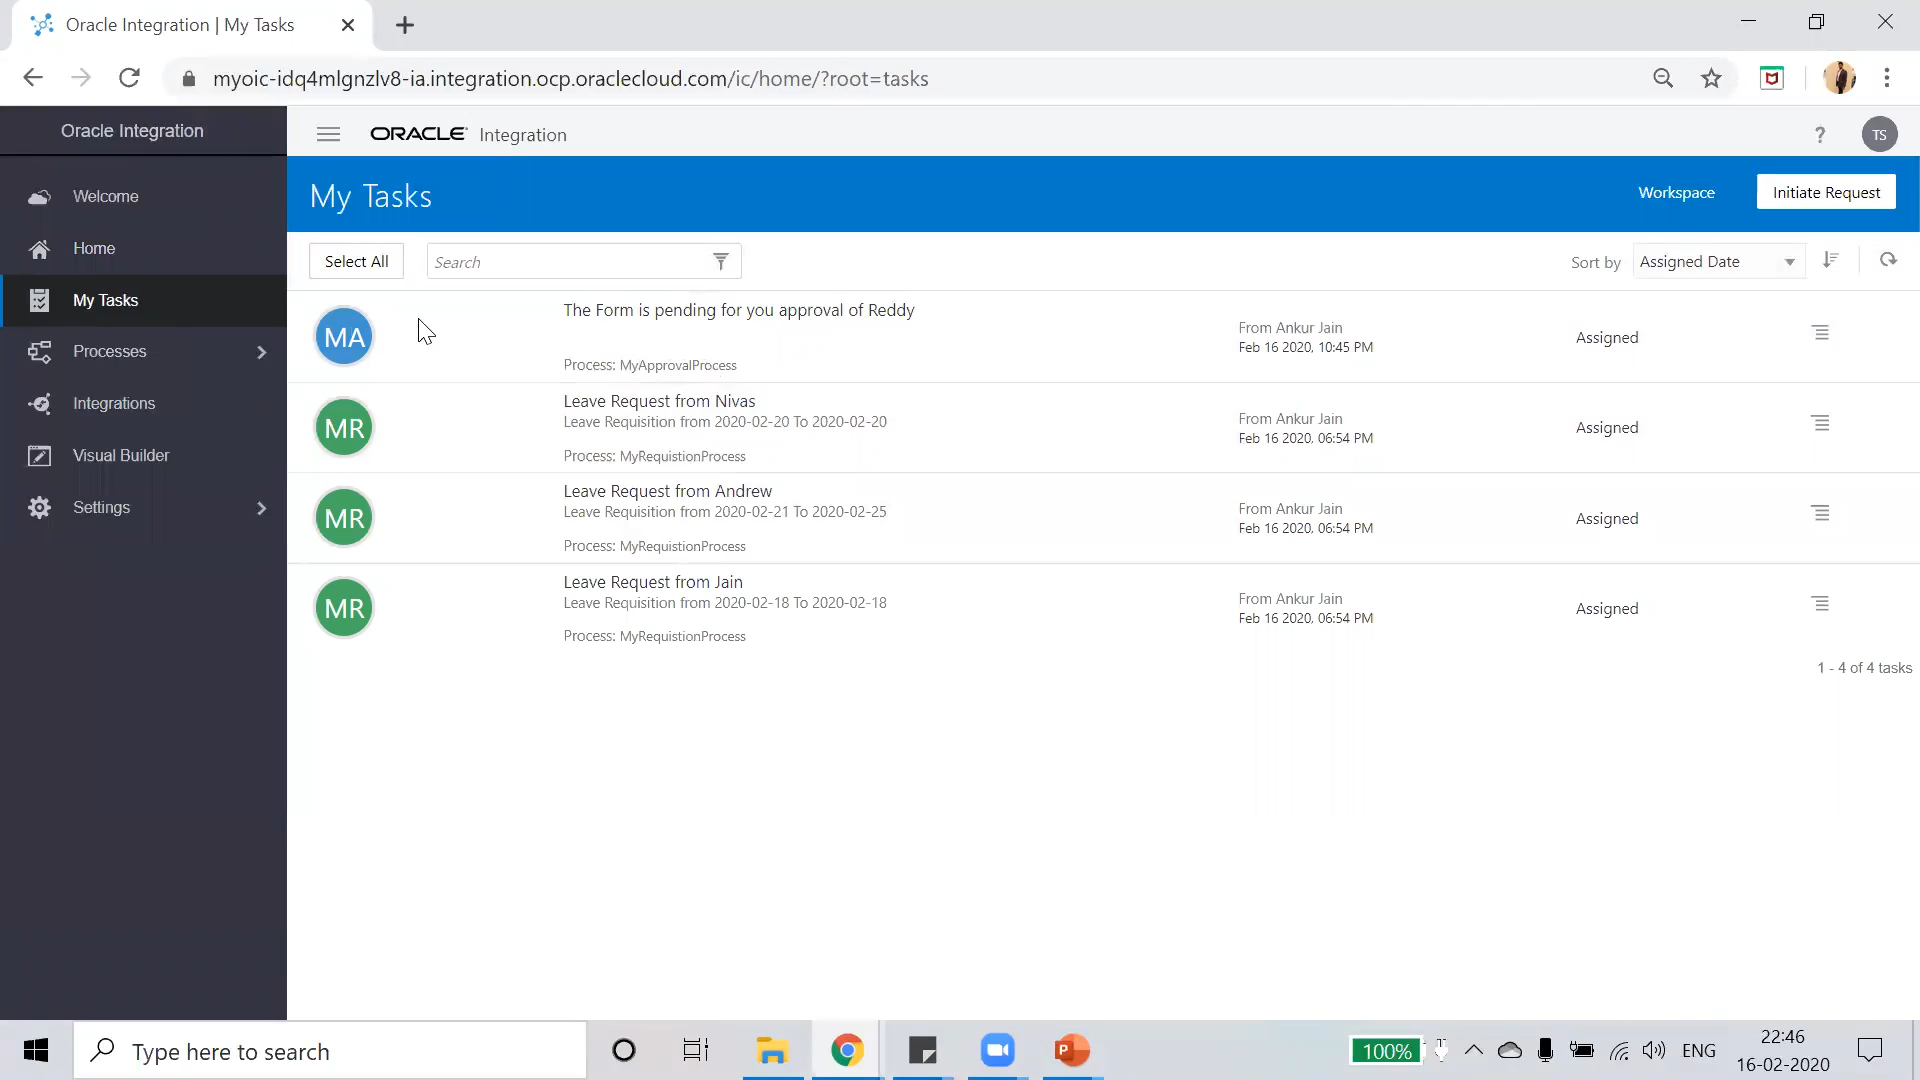 Oracle Integration | My Tasks
myoic-idq4mlgnzlv8-ia.integration.ocp.oraclecloud.com/ic/home/?root=tasks
Oracle Integration
ORACLE Integration
?
TS
Welcome
Home
My Tasks
Processes
Integrations
Visual Builder
Settings
My Tasks
Workspace
Initiate Request
Select All
Search
Sort by
Assigned Date
MA
The Form is pending for you approval of Reddy
Process: MyApprovalProcess
From Ankur Jain
Feb 16 2020, 10:45 PM
Assigned
MR
Leave Request from Nivas
Leave Requisition from 2020-02-20 To 2020-02-20
Process: MyRequistionProcess
From Ankur Jain
Feb 16 2020, 06:54 PM
Assigned
MR
Leave Request from Andrew
Leave Requisition from 2020-02-21 To 2020-02-25
Process: MyRequistionProcess
From Ankur Jain
Feb 16 2020, 06:54 PM
Assigned
MR
Leave Request from Jain
Leave Requisition from 2020-02-18 To 2020-02-18
Process: MyRequistionProcess
From Ankur Jain
Feb 16 2020, 06:54 PM
Assigned
1 - 4 of 4 tasks
Type here to search
P
100%
ENG
22:46
16-02-2020